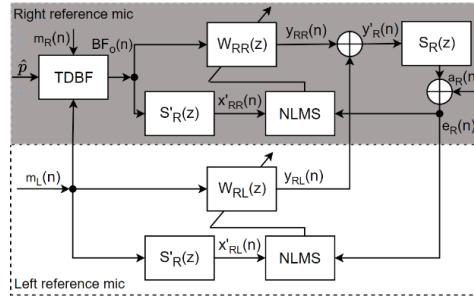 Right reference mic
m_R(n)
BF_o(n)
W_RR(z)
y_RR(n)
y'_R(n)
S_R(z)
p̂
TDBF
a_R(n)
S'_R(z)
x'_RR(n)
NLMS
e_R(n)
m_L(n)
W_RL(z)
y_RL(n)
S'_R(z)
x'_RL(n)
NLMS
Left reference mic